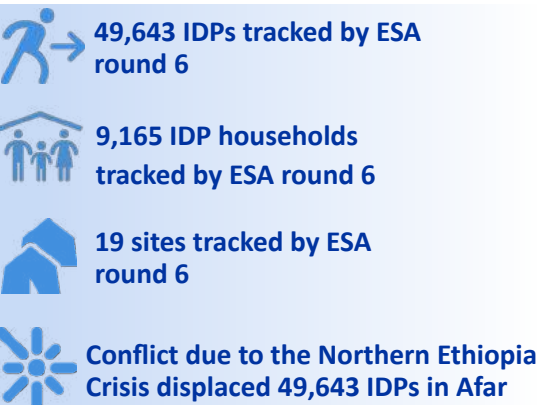 49,643 IDPs tracked by ESA
round 6
9,165 IDP households
tracked by ESA round 6
19 sites tracked by ESA
round 6
Conflict due to the Northern Ethiopia
Crisis displaced 49,643 IDPs in Afar